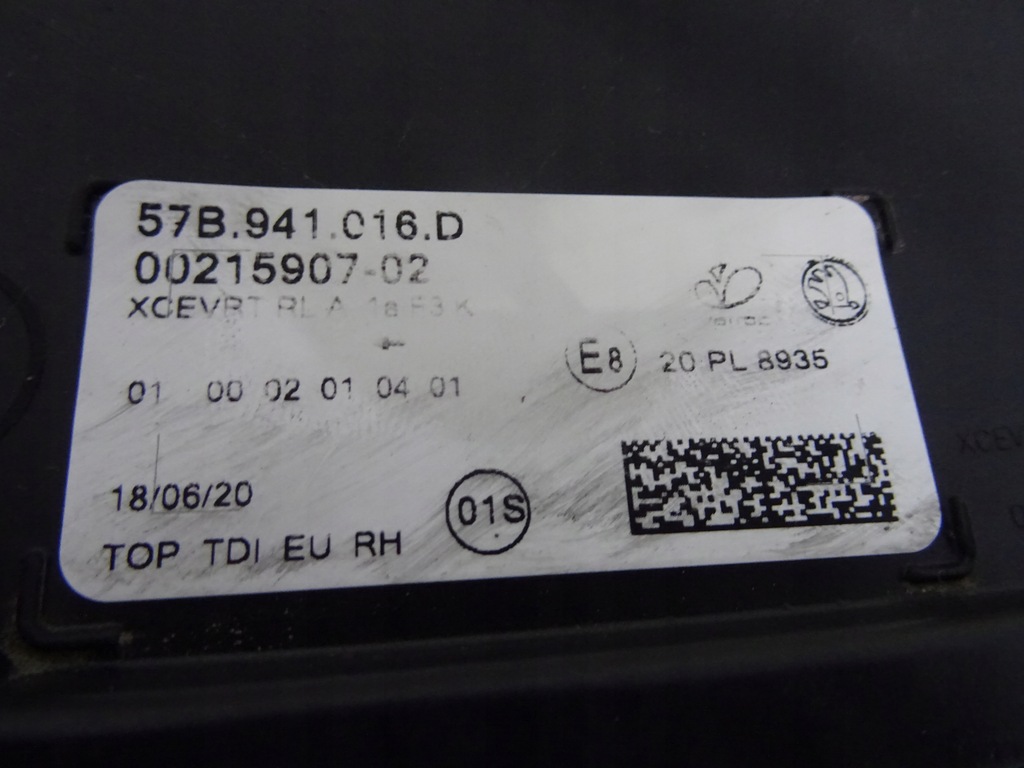 57B.941.016.D
00215907-02
E8 20 PL 8935
01 00 02 01 04 01
18/06/20
01S
TOP TDI EU RH